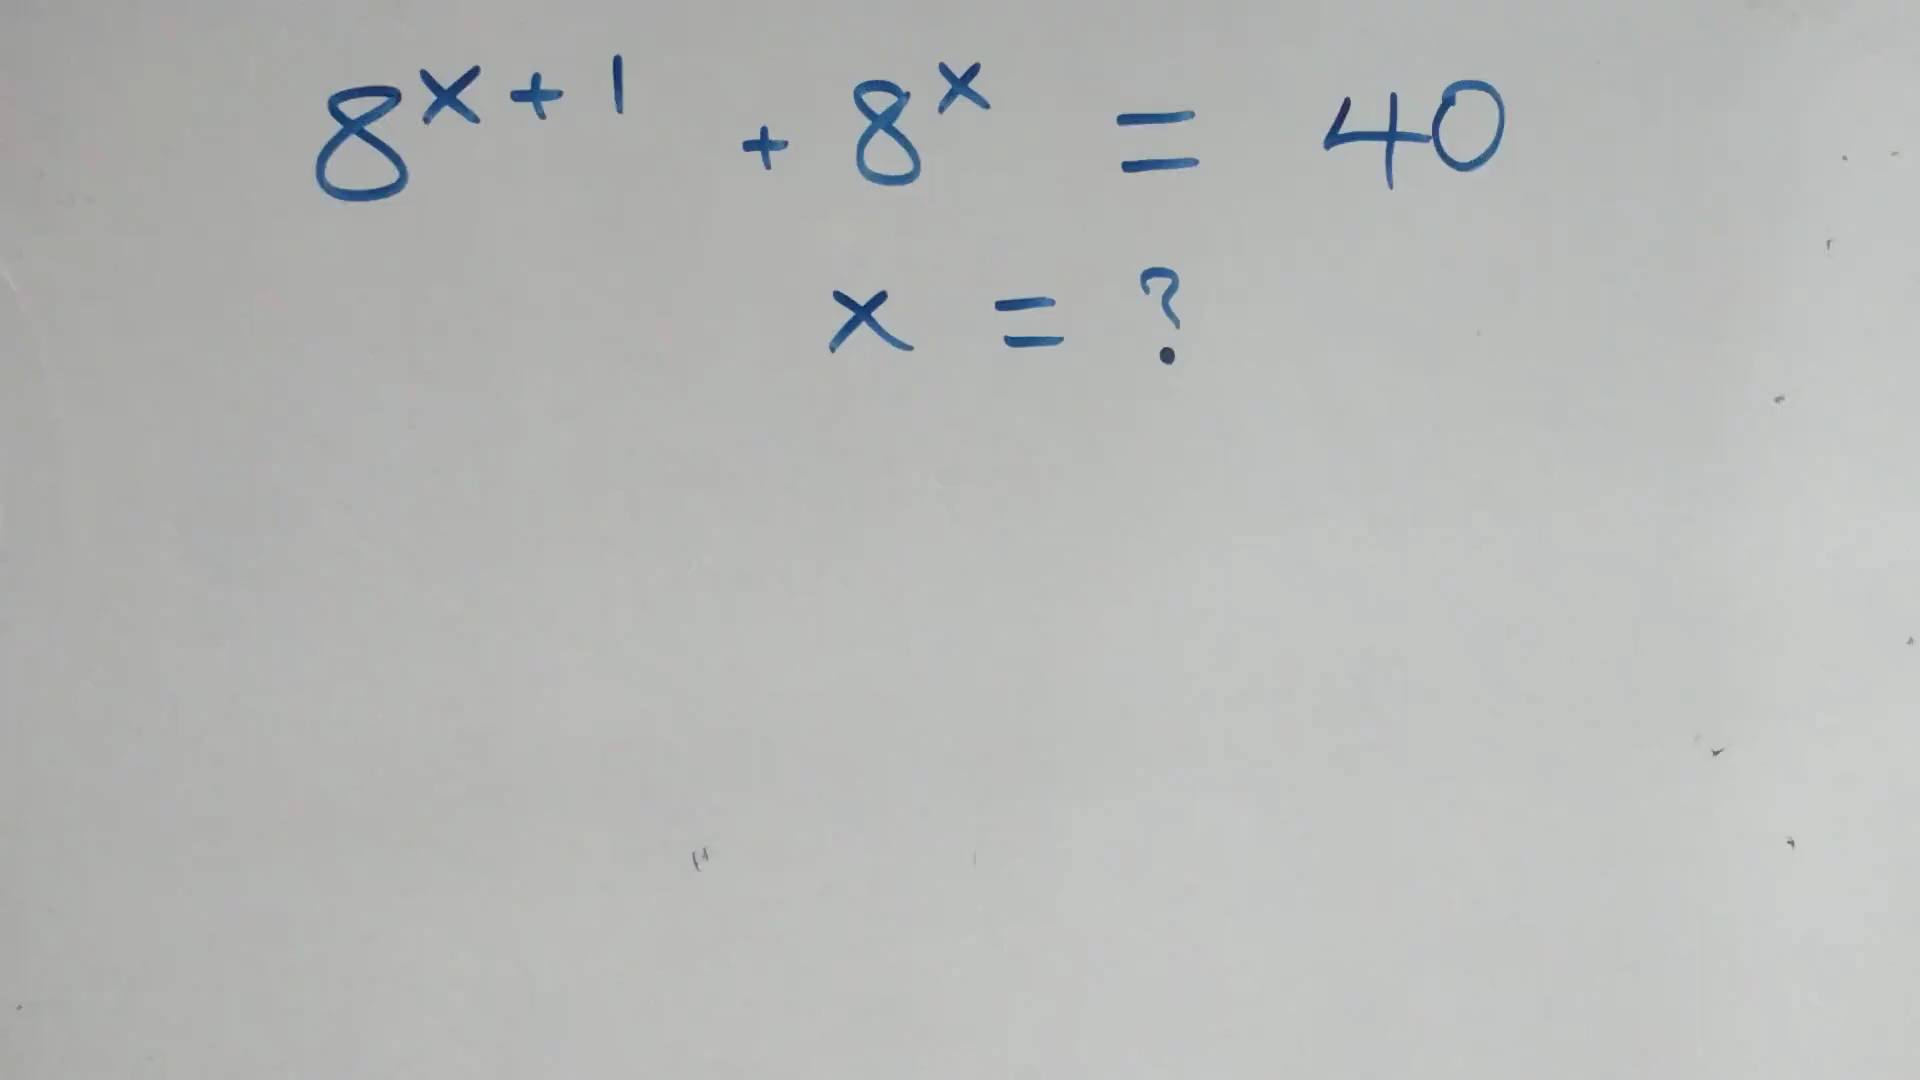 8^{x+1} + 8^x = 40
x = ?